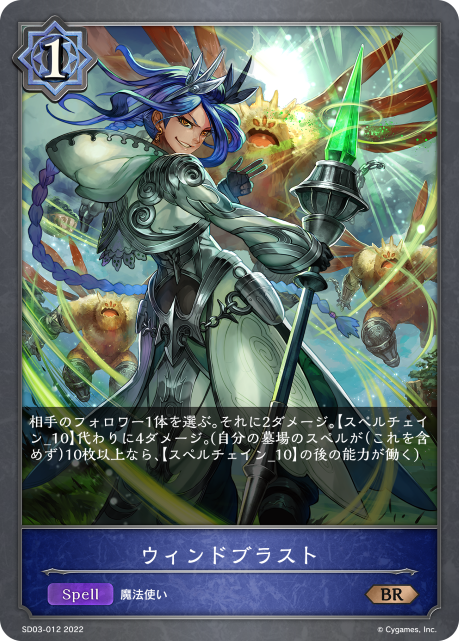 1
相手のフォロワー1体を選ぶ。それに2ダメージ。【スペルチェイ
ン_10】代わりに4ダメージ。(自分の墓場のスペルが(これを含
めず)10枚以上なら、【スペルチェイン_10】の後の能力が働く)
ウィンドブラスト
Spell 魔法使い BR
SD03-012 2022 © Cygames, Inc.